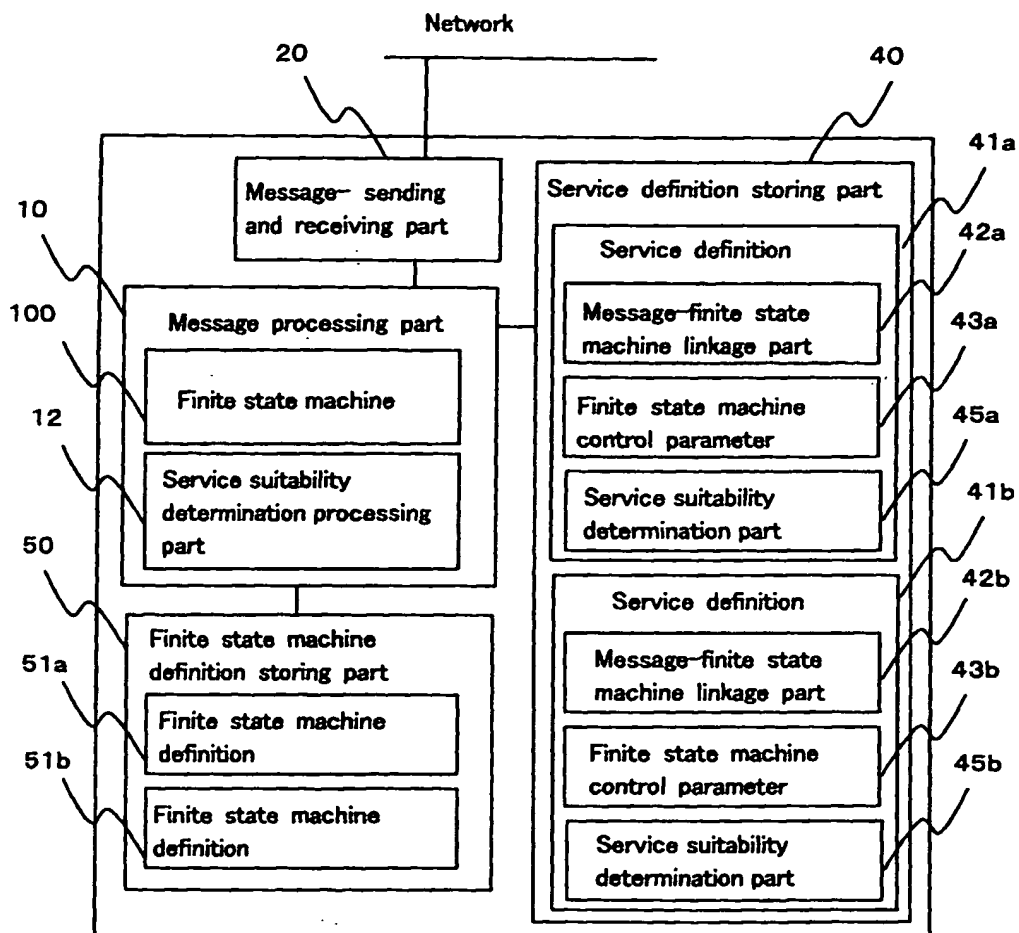 Network
20
40
41a
Message- sending
and receiving part
Service definition storing part
10
42a
Service definition
100
Message processing part
Message-finite state
machine linkage part
43a
Finite state machine
Finite state machine
control parameter
12
45a
Service suitability
determination processing
part
Service suitability
determination part
41b
50
Service definition
42b
Finite state machine
definition storing part
Message-finite state
machine linkage part
51a
43b
Finite state machine
definition
Finite state machine
control parameter
51b
45b
Finite state machine
definition
Service suitability
determination part